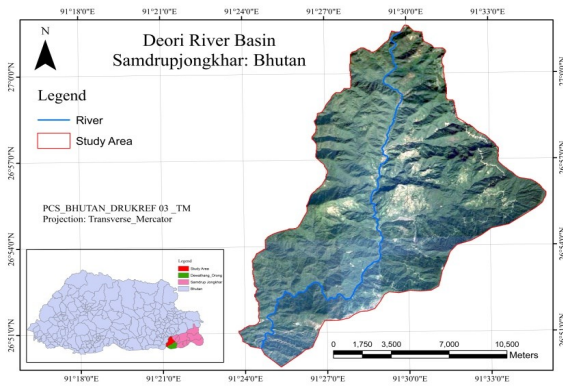 91°18'0"E 91°21'0"E 91°24'0"E 91°27'0"E 91°30'0"E 91°33'0"E
N
Deori River Basin
Samdrupjongkhar: Bhutan
27°0'0"N
27°0'0"N
Legend
River
Study Area
26°57'0"N
26°57'0"N
PCS_BHUTAN_DRUKREF 03 _TM
Projection: Transverse_Mercator
26°54'0"N
26°54'0"N
Legend
Study Area
Samdrup Jongkhar
Bhutan
26°51'0"N
26°51'0"N
0 1,750 3,500 7,000 10,500
Meters
91°18'0"E 91°21'0"E 91°24'0"E 91°27'0"E 91°30'0"E 91°33'0"E